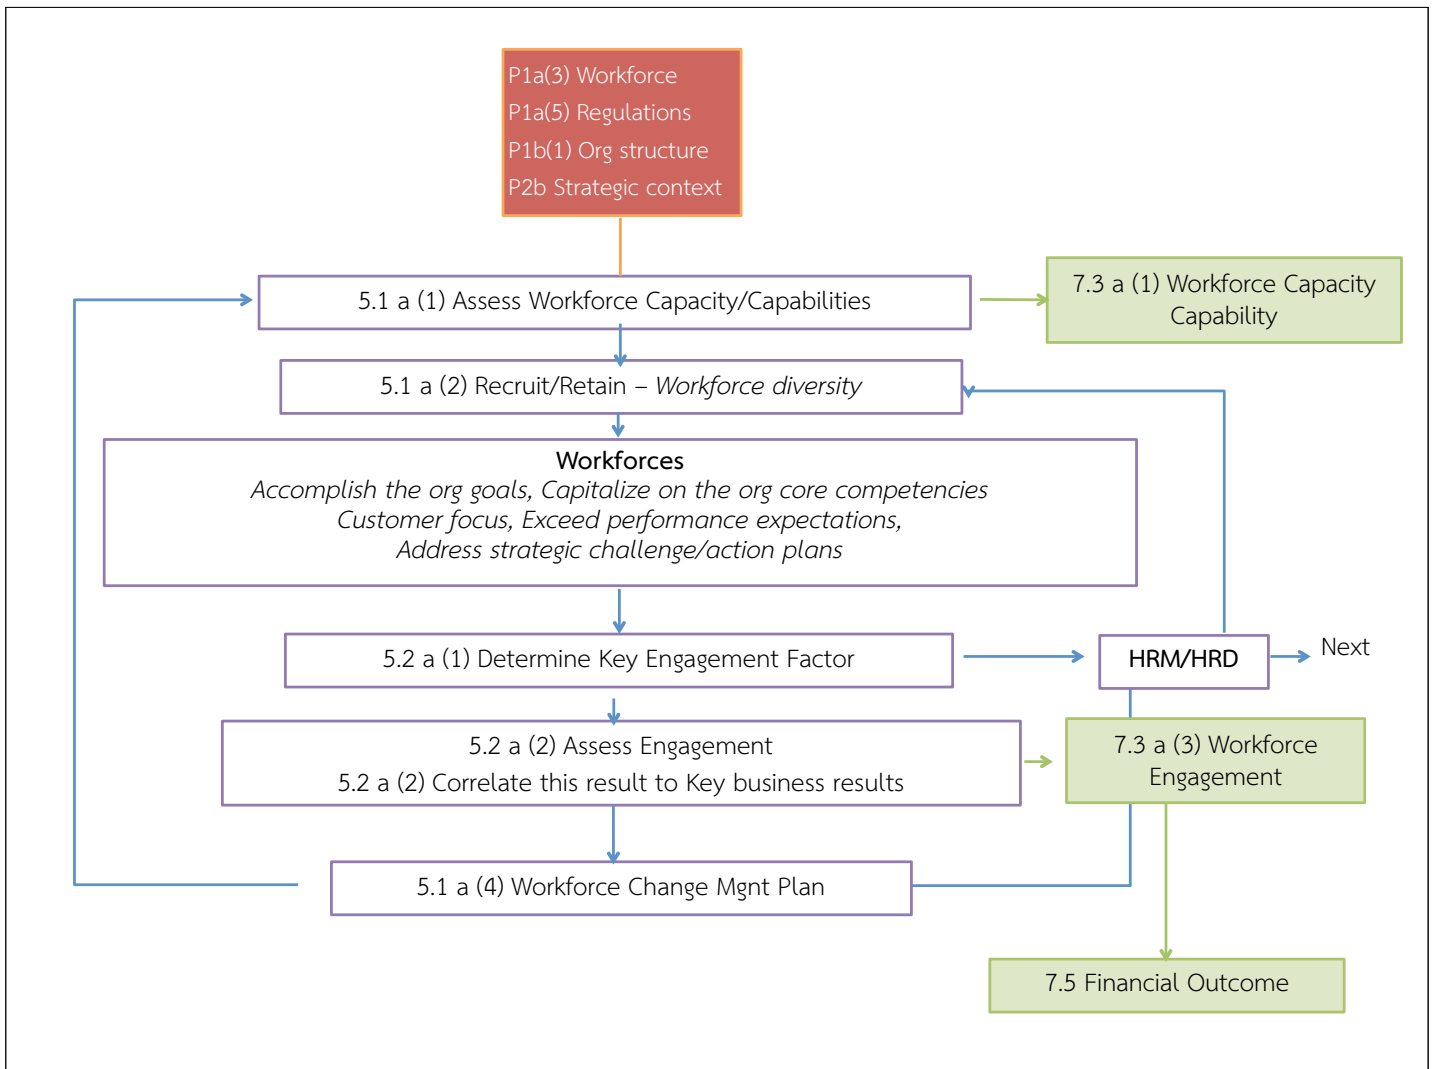 P1a(3) Workforce
P1a(5) Regulations
P1b(1) Org structure
P2b Strategic context
5.1 a (1) Assess Workforce Capacity/Capabilities
7.3 a (1) Workforce Capacity
Capability
5.1 a (2) Recruit/Retain – Workforce diversity
Workforces
Accomplish the org goals, Capitalize on the org core competencies
Customer focus, Exceed performance expectations,
Address strategic challenge/action plans
5.2 a (1) Determine Key Engagement Factor
HRM/HRD
Next
5.2 a (2) Assess Engagement
5.2 a (2) Correlate this result to Key business results
7.3 a (3) Workforce
Engagement
5.1 a (4) Workforce Change Mgnt Plan
7.5 Financial Outcome